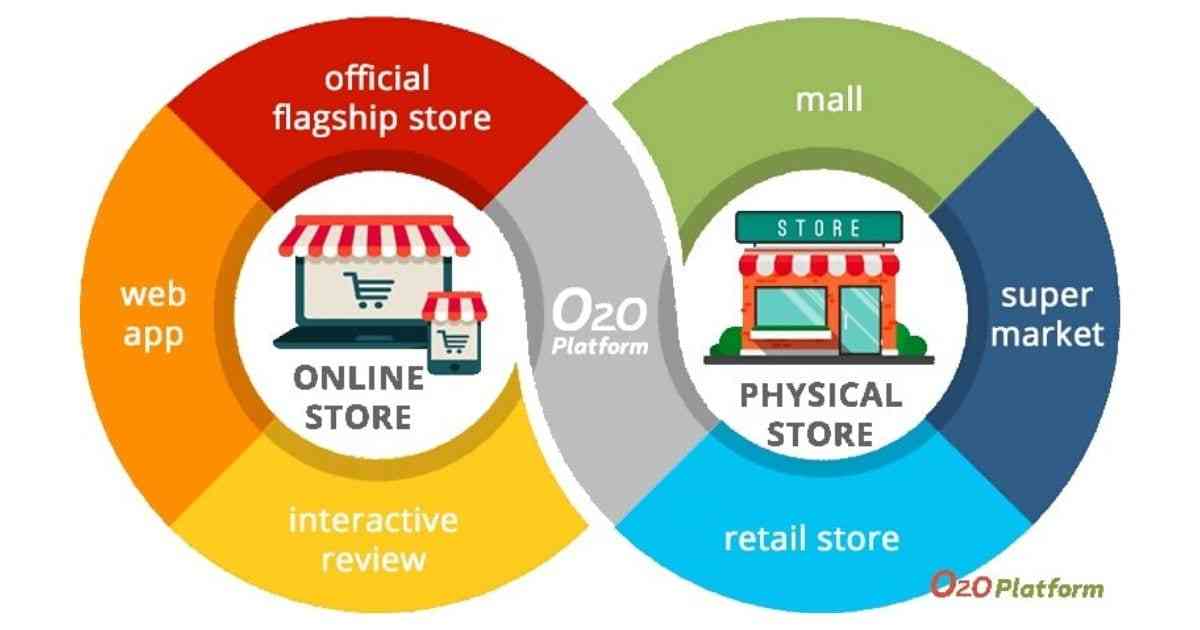 official
flagship store
web
app
ONLINE
STORE
interactive
review
O2O
Platform
mall
STORE
super
market
PHYSICAL
STORE
retail store
O2O Platform